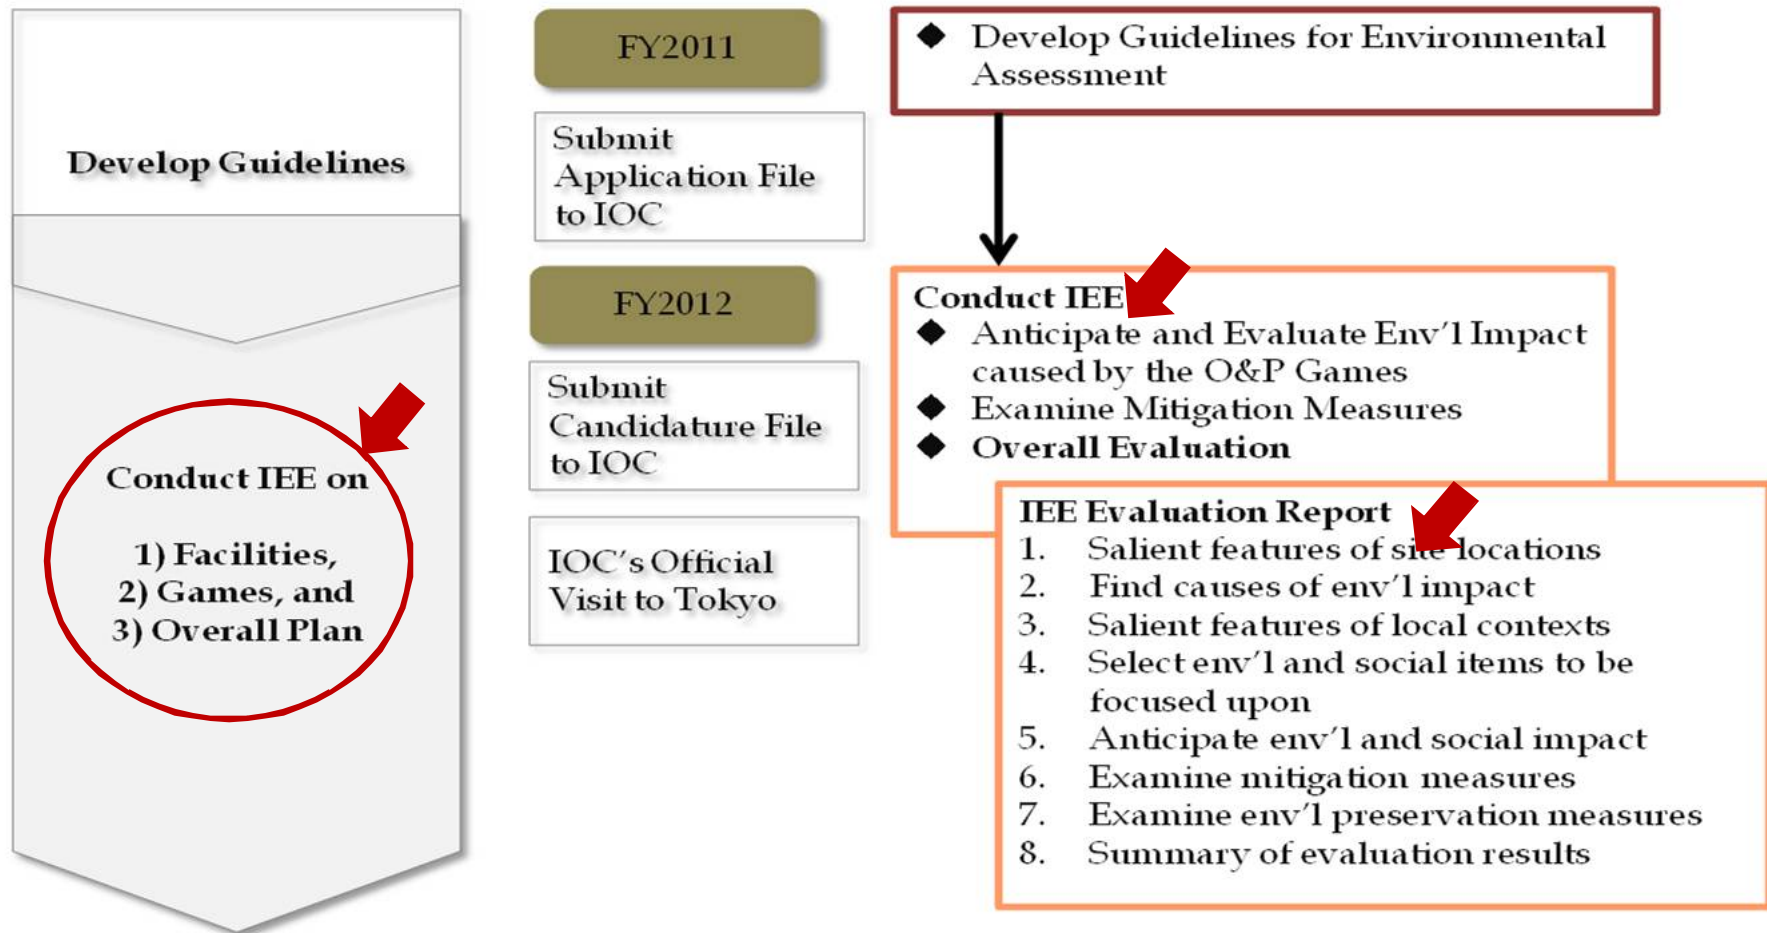 Develop Guidelines
Conduct IEE on
1) Facilities,
2) Games, and
3) Overall Plan
FY2011
Submit
Application File
to IOC
FY2012
Submit
Candidature File
to IOC
IOC's Official
Visit to Tokyo
◆ Develop Guidelines for Environmental
Assessment
Conduct IEE
◆ Anticipate and Evaluate Env'l Impact
caused by the O&P Games
◆ Examine Mitigation Measures
◆ Overall Evaluation
IEE Evaluation Report
1. Salient features of site locations
2. Find causes of env'l impact
3. Salient features of local contexts
4. Select env'l and social items to be
focused upon
5. Anticipate env'l and social impact
6. Examine mitigation measures
7. Examine env'l preservation measures
8. Summary of evaluation results